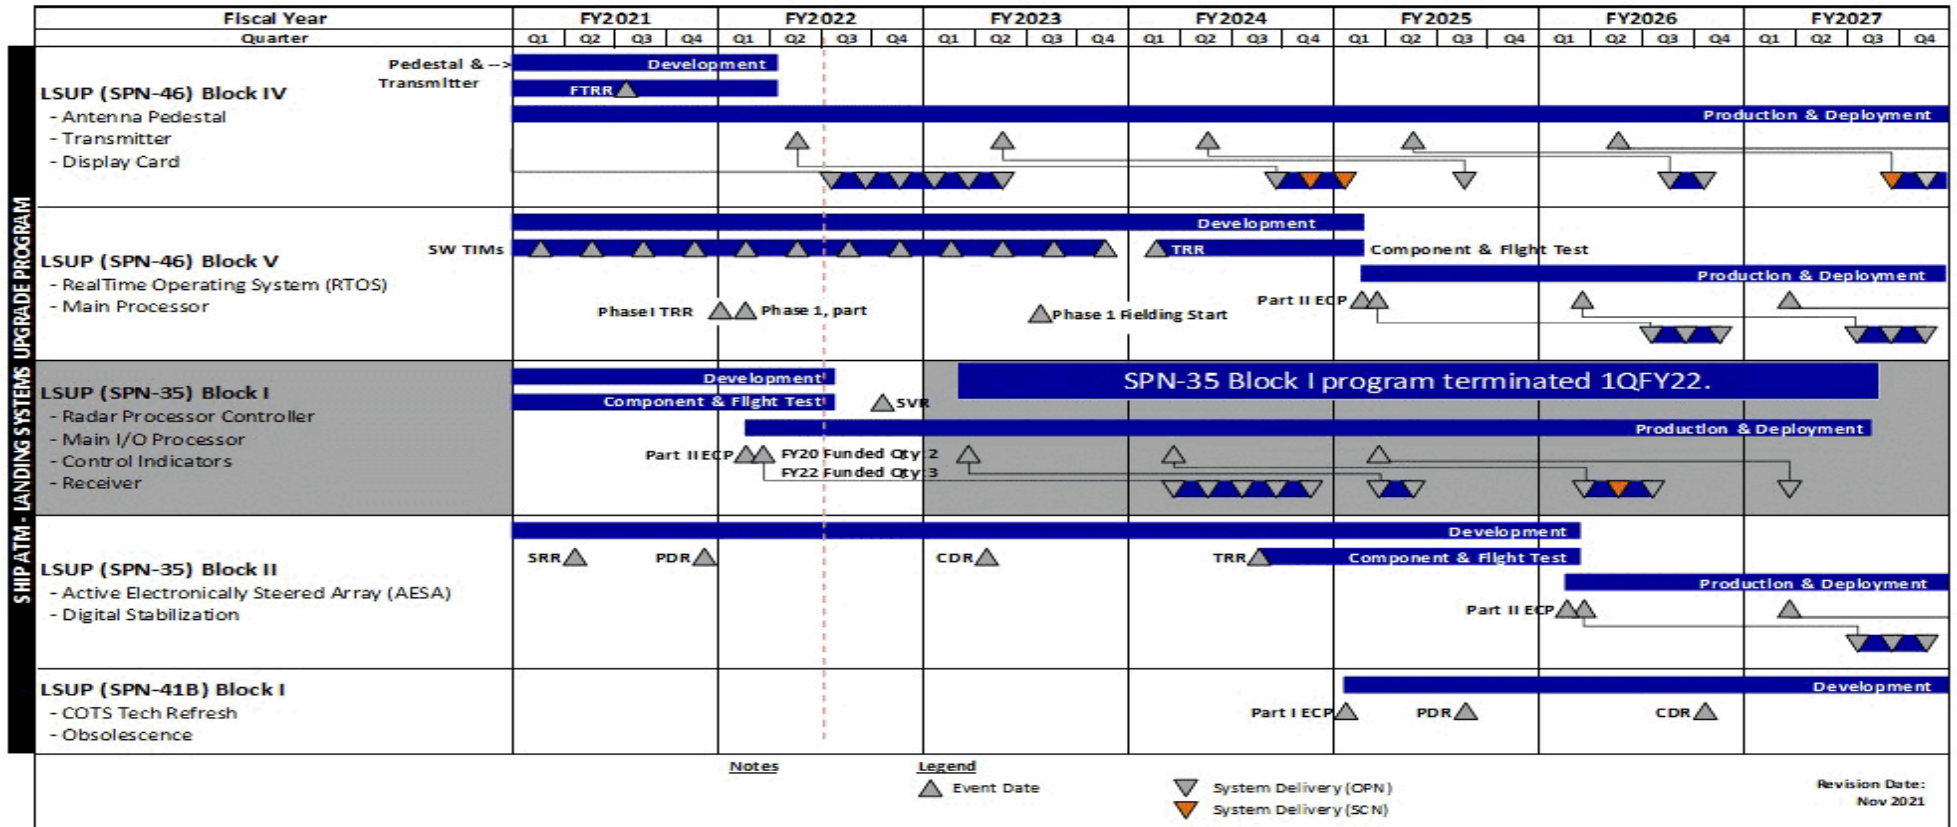 Fiscal Year FY2021 FY2022 FY2023 FY2024 FY2025 FY2026 FY2027
Quarter Q1 Q2 Q3 Q4 Q1 Q2 Q3 Q4 Q1 Q2 Q3 Q4 Q1 Q2 Q3 Q4 Q1 Q2 Q3 Q4 Q1 Q2 Q3 Q4 Q1 Q2 Q3 Q4
SHIP ATM - LANDING SYSTEMS UPGRADE PROGRAM
Pedestal & --> Development
Transmitter FTRR
LSUP (SPN-46) Block IV
- Antenna Pedestal
- Transmitter
- Display Card
Production & Deployment
Development
SW TIMs TRR Component & Flight Test
LSUP (SPN-46) Block V
- RealTime Operating System (RTOS)
- Main Processor
Production & Deployment
Part II ECP
Phase I TRR Phase 1, part Phase 1 Fielding Start
Development
SPN-35 Block I program terminated 1QFY22.
LSUP (SPN-35) Block I
- Radar Processor Controller
- Main I/O Processor
- Control Indicators
- Receiver
Component & Flight Test SVR
Production & Deployment
Part II ECP FY20 Funded Qty:2
FY22 Funded Qty:3
Development
SRR PDR CDR TRR Component & Flight Test
LSUP (SPN-35) Block II
- Active Electronically Steered Array (AESA)
- Digital Stabilization
Production & Deployment
Part II ECP
LSUP (SPN-41B) Block I
- COTS Tech Refresh
- Obsolescence
Development
Part I ECP PDR CDR
Notes Legend
Event Date System Delivery (OPN)
System Delivery (SCN)
Revision Date:
Nov 2021